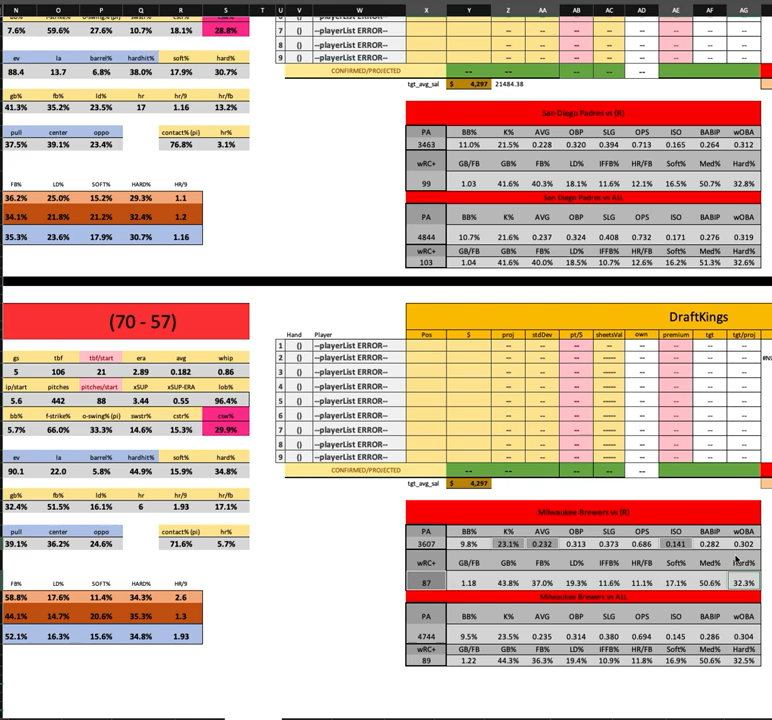 N O P Q R S T U V W X Y Z AA AB AC AD AE AF AG
bb% f-strike% o-swing% (pi) swstr% cstr% csw%
7.6% 59.6% 27.6% 10.7% 18.1% 28.8%
7 () --playerList ERROR-- -- -- -- -- -- -- -- -- --
8 () --playerList ERROR-- -- -- -- -- -- -- -- -- --
9 () --playerList ERROR-- -- -- -- -- -- -- -- -- --
ev la barrel% hardhit% soft% hard%
88.4 13.7 6.8% 38.0% 17.9% 30.7%
CONFIRMED/PROJECTED -- -- -- -- --
tgt_avg_sal $ 4,297 21484.38
gb% fb% ld% hr hr/9 hr/fb
41.3% 35.2% 23.5% 17 1.16 13.2%
San Diego Padres vs (R)
pull center oppo contact% (pi) hr%
37.5% 39.1% 23.4% 76.8% 3.1%
PA BB% K% AVG OBP SLG OPS ISO BABIP wOBA
3463 11.0% 21.5% 0.228 0.320 0.394 0.713 0.165 0.264 0.312
wRC+ GB/FB GB% FB% LD% IFFB% HR/FB Soft% Med% Hard%
99 1.03 41.6% 40.3% 18.1% 11.6% 12.1% 16.5% 50.7% 32.8%
FB% LD% SOFT% HARD% HR/9
36.2% 25.0% 15.2% 29.3% 1.1
34.1% 21.8% 21.2% 32.4% 1.2
35.3% 23.6% 17.9% 30.7% 1.16
San Diego Padres vs ALL
PA BB% K% AVG OBP SLG OPS ISO BABIP wOBA
4844 10.7% 21.6% 0.237 0.324 0.408 0.732 0.171 0.276 0.319
wRC+ GB/FB GB% FB% LD% IFFB% HR/FB Soft% Med% Hard%
103 1.04 41.6% 40.0% 18.5% 10.7% 12.6% 16.2% 51.3% 32.6%
(70 - 57)
DraftKings
Hand Player Pos $ proj stdDev pt/$ sheetsVal own premium tgt tgt/proj
1 () --playerList ERROR-- -- -- -- ----- -- -- -- --
2 () --playerList ERROR-- -- -- -- ----- -- -- -- --
3 () --playerList ERROR-- -- -- -- ----- -- -- -- --
4 () --playerList ERROR-- -- -- -- ----- -- -- -- --
5 () --playerList ERROR-- -- -- -- ----- -- -- -- --
6 () --playerList ERROR-- -- -- -- ----- -- -- -- --
7 () --playerList ERROR-- -- -- -- ----- -- -- -- --
8 () --playerList ERROR-- -- -- -- ----- -- -- -- --
9 () --playerList ERROR-- -- -- -- ----- -- -- -- --
CONFIRMED/PROJECTED -- -- -- -- --
tgt_avg_sal $ 4,297
gs tbf tbf/start era avg whip
5 106 21 2.89 0.182 0.86
ip/start pitches pitches/start xSUP xSUP-ERA lob%
5.6 442 88 3.44 0.55 96.4%
bb% f-strike% o-swing% (pi) swstr% cstr% csw%
5.7% 66.0% 33.3% 14.6% 15.3% 29.9%
ev la barrel% hardhit% soft% hard%
90.1 22.0 5.8% 44.9% 15.9% 34.8%
gb% fb% ld% hr hr/9 hr/fb
32.4% 51.5% 16.1% 6 1.93 17.1%
pull center oppo contact% (pi) hr%
39.1% 36.2% 24.6% 71.6% 5.7%
FB% LD% SOFT% HARD% HR/9
58.8% 17.6% 11.4% 34.3% 2.6
44.1% 14.7% 20.6% 35.3% 1.3
52.1% 16.3% 15.6% 34.8% 1.93
Milwaukee Brewers vs (R)
PA BB% K% AVG OBP SLG OPS ISO BABIP wOBA
3607 9.8% 23.1% 0.232 0.313 0.373 0.686 0.141 0.282 0.302
wRC+ GB/FB GB% FB% LD% IFFB% HR/FB Soft% Med% Hard%
87 1.18 43.8% 37.0% 19.3% 11.6% 11.1% 17.1% 50.6% 32.3%
Milwaukee Brewers vs ALL
PA BB% K% AVG OBP SLG OPS ISO BABIP wOBA
4744 9.5% 23.5% 0.235 0.314 0.380 0.694 0.145 0.286 0.304
wRC+ GB/FB GB% FB% LD% IFFB% HR/FB Soft% Med% Hard%
89 1.22 44.3% 36.3% 19.4% 10.9% 11.8% 16.9% 50.6% 32.5%